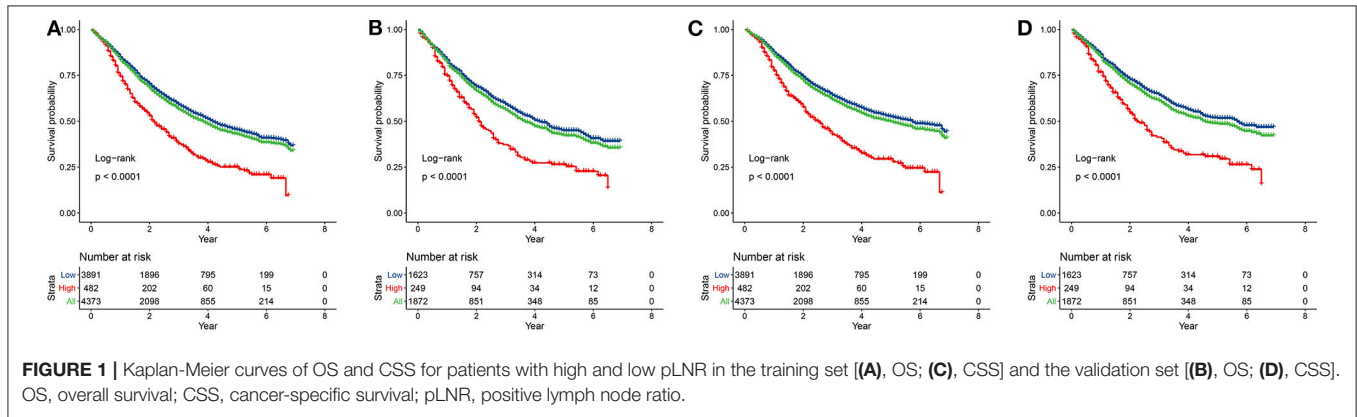 A
1.00
0.75
0.50
0.25
0.00
Survival probability
Log-rank
p < 0.0001
0 2 4 6 8
Year
Number at risk
Strata
Low 3891 1896 795 199 0
High 482 202 60 15 0
All 4373 2098 855 214 0
0 2 4 6 8
Year
B
1.00
0.75
0.50
0.25
0.00
Survival probability
Log-rank
p < 0.0001
0 2 4 6 8
Year
Number at risk
Strata
Low 1623 757 314 73 0
High 249 94 34 12 0
All 1872 851 348 85 0
0 2 4 6 8
Year
C
1.00
0.75
0.50
0.25
0.00
Survival probability
Log-rank
p < 0.0001
0 2 4 6 8
Year
Number at risk
Strata
Low 3891 1896 795 199 0
High 482 202 60 15 0
All 4373 2098 855 214 0
0 2 4 6 8
Year
D
1.00
0.75
0.50
0.25
0.00
Survival probability
Log-rank
p < 0.0001
0 2 4 6 8
Year
Number at risk
Strata
Low 1623 757 314 73 0
High 249 94 34 12 0
All 1872 851 348 85 0
0 2 4 6 8
Year
FIGURE 1 | Kaplan-Meier curves of OS and CSS for patients with high and low pLNR in the training set [(A), OS; (C), CSS] and the validation set [(B), OS; (D), CSS].
OS, overall survival; CSS, cancer-specific survival; pLNR, positive lymph node ratio.